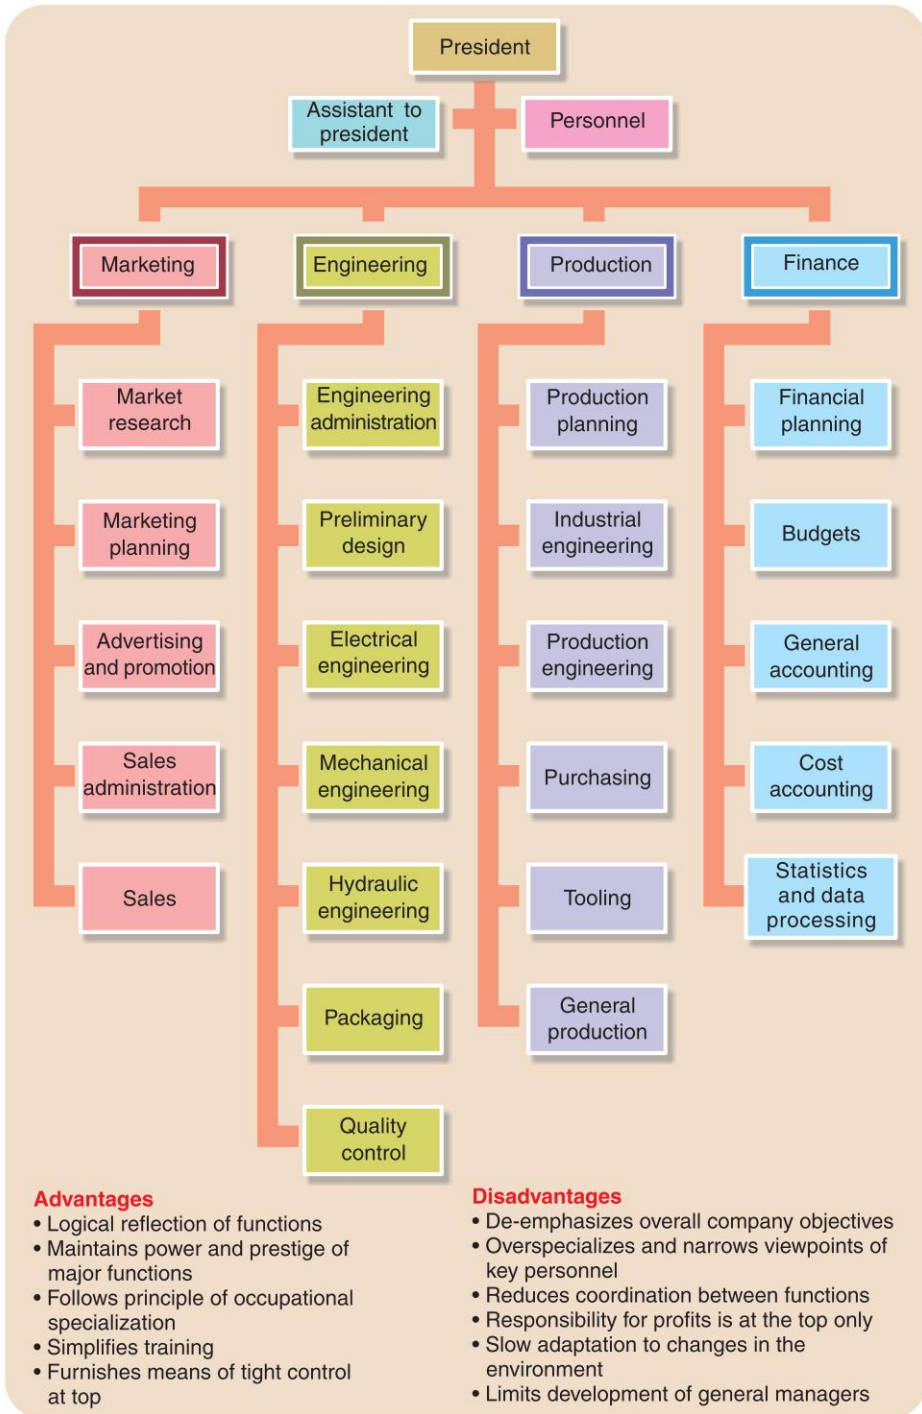 President
Assistant to
president
Personnel
Marketing
Engineering
Production
Finance
Market
research
Marketing
planning
Advertising
and promotion
Sales
administration
Sales
Engineering
administration
Preliminary
design
Electrical
engineering
Mechanical
engineering
Hydraulic
engineering
Packaging
Quality
control
Production
planning
Industrial
engineering
Production
engineering
Purchasing
Tooling
General
production
Financial
planning
Budgets
General
accounting
Cost
accounting
Statistics
and data
processing
Advantages
• Logical reflection of functions
• Maintains power and prestige of
major functions
• Follows principle of occupational
specialization
• Simplifies training
• Furnishes means of tight control
at top
Disadvantages
• De-emphasizes overall company objectives
• Overspecializes and narrows viewpoints of
key personnel
• Reduces coordination between functions
• Responsibility for profits is at the top only
• Slow adaptation to changes in the
environment
• Limits development of general managers